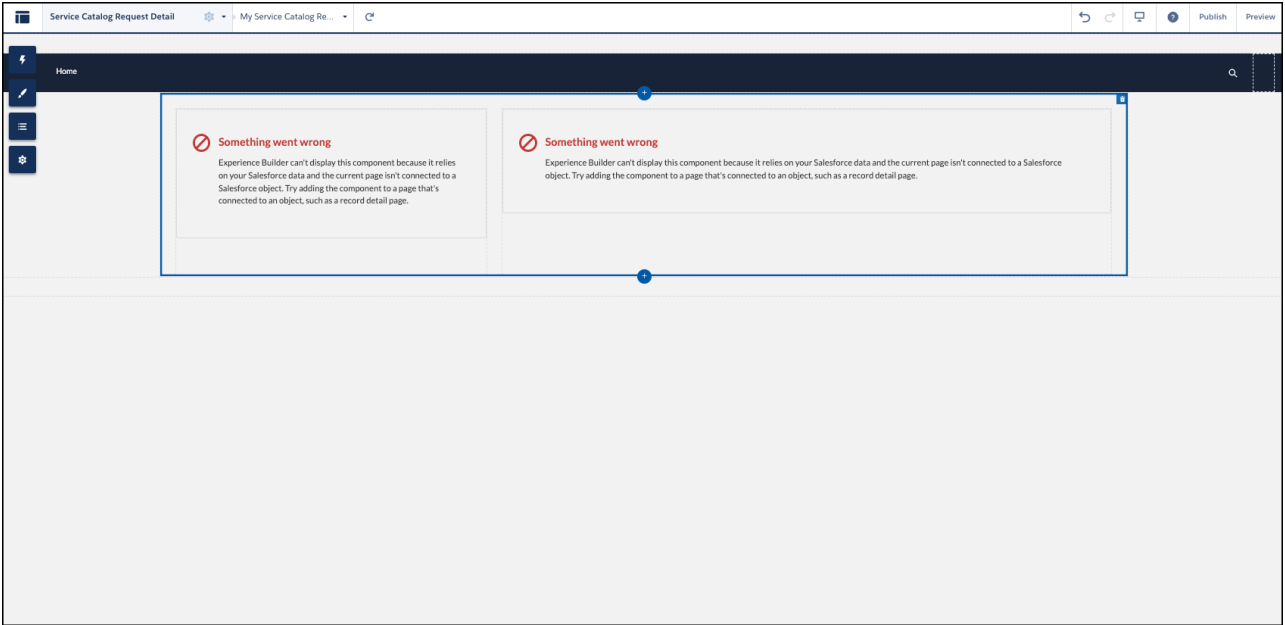 Service Catalog Request Detail
My Service Catalog Re...
Publish
Preview
Home
Something went wrong
Experience Builder can't display this component because it relies
on your Salesforce data and the current page isn't connected to a
Salesforce object. Try adding the component to a page that's
connected to an object, such as a record detail page.
Something went wrong
Experience Builder can't display this component because it relies on your Salesforce data and the current page isn't connected to a Salesforce
object. Try adding the component to a page that's connected to an object, such as a record detail page.